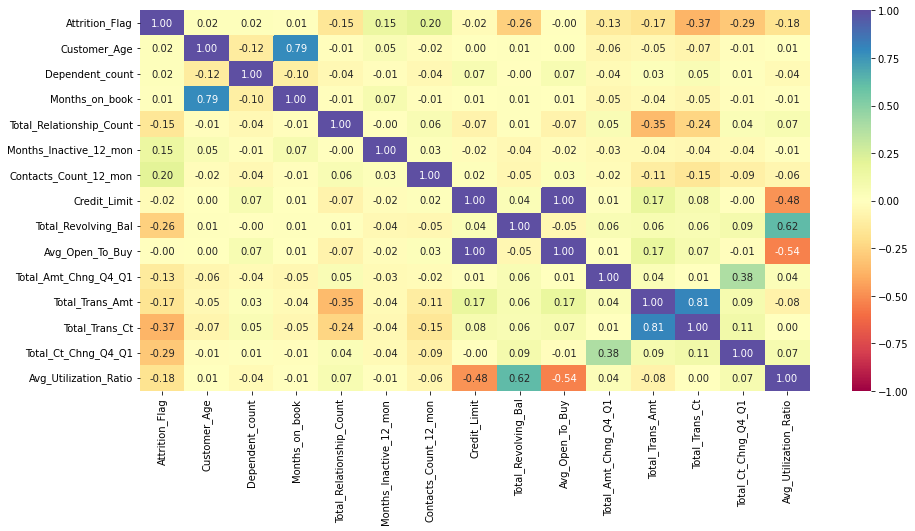 Attrition_Flag 1.00 0.02 0.02 0.01 -0.15 0.15 0.20 -0.02 -0.26 -0.00 -0.13 -0.17 -0.37 -0.29 -0.18
Customer_Age 0.02 1.00 -0.12 0.79 -0.01 0.05 -0.02 0.00 0.01 0.00 -0.06 -0.05 -0.07 -0.01 0.01
Dependent_count 0.02 -0.12 1.00 -0.10 -0.04 -0.01 -0.04 0.07 -0.00 0.07 -0.04 0.03 0.05 0.01 -0.04
Months_on_book 0.01 0.79 -0.10 1.00 -0.01 0.07 -0.01 0.01 0.01 0.01 -0.05 -0.04 -0.05 -0.01 -0.01
Total_Relationship_Count -0.15 -0.01 -0.04 -0.01 1.00 -0.00 0.06 -0.07 0.01 -0.07 0.05 -0.35 -0.24 0.04 0.07
Months_Inactive_12_mon 0.15 0.05 -0.01 0.07 -0.00 1.00 0.03 -0.02 -0.04 -0.02 -0.03 -0.04 -0.04 -0.04 -0.01
Contacts_Count_12_mon 0.20 -0.02 -0.04 -0.01 0.06 0.03 1.00 0.02 -0.05 0.03 -0.02 -0.11 -0.15 -0.09 -0.06
Credit_Limit -0.02 0.00 0.07 0.01 -0.07 -0.02 0.02 1.00 0.04 1.00 0.01 0.17 0.08 -0.00 -0.48
Total_Revolving_Bal -0.26 0.01 -0.00 0.01 0.01 -0.04 -0.05 0.04 1.00 -0.05 0.06 0.06 0.06 0.09 0.62
Avg_Open_To_Buy -0.00 0.00 0.07 0.01 -0.07 -0.02 0.03 1.00 -0.05 1.00 0.01 0.17 0.07 -0.01 -0.54
Total_Amt_Chng_Q4_Q1 -0.13 -0.06 -0.04 -0.05 0.05 -0.03 -0.02 0.01 0.06 0.01 1.00 0.04 0.01 0.38 0.04
Total_Trans_Amt -0.17 -0.05 0.03 -0.04 -0.35 -0.04 -0.11 0.17 0.06 0.17 0.04 1.00 0.81 0.09 -0.08
Total_Trans_Ct -0.37 -0.07 0.05 -0.05 -0.24 -0.04 -0.15 0.08 0.06 0.07 0.01 0.81 1.00 0.11 0.00
Total_Ct_Chng_Q4_Q1 -0.29 -0.01 0.01 -0.01 0.04 -0.04 -0.09 -0.00 0.09 -0.01 0.38 0.09 0.11 1.00 0.07
Avg_Utilization_Ratio -0.18 0.01 -0.04 -0.01 0.07 -0.01 -0.06 -0.48 0.62 -0.54 0.04 -0.08 0.00 0.07 1.00
Attrition_Flag
Customer_Age
Dependent_count
Months_on_book
Total_Relationship_Count
Months_Inactive_12_mon
Contacts_Count_12_mon
Credit_Limit
Total_Revolving_Bal
Avg_Open_To_Buy
Total_Amt_Chng_Q4_Q1
Total_Trans_Amt
Total_Trans_Ct
Total_Ct_Chng_Q4_Q1
Avg_Utilization_Ratio
1.00
0.75
0.50
0.25
0.00
−0.25
−0.50
−0.75
−1.00